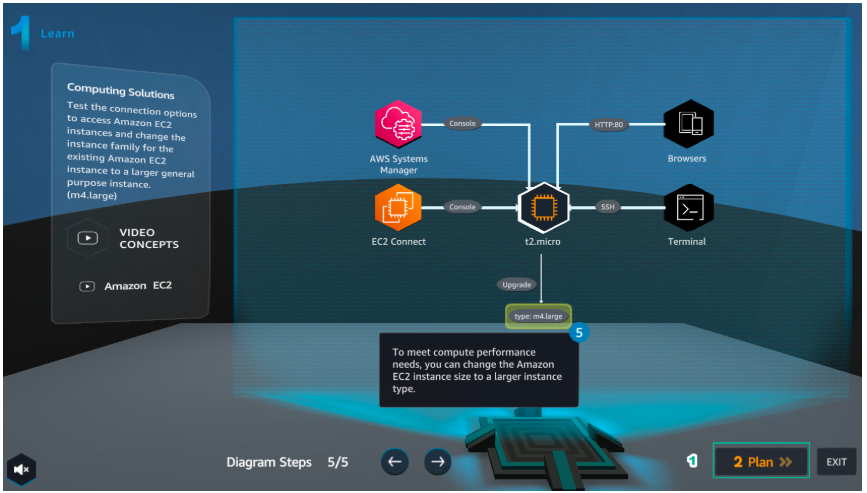 1 Learn
Computing Solutions
Test the connection options
to access Amazon EC2
instances and change the
instance family for the
existing Amazon EC2
instance to a larger general
purpose instance.
(m4.large)
VIDEO
CONCEPTS
Amazon EC2
Console
HTTP:80
AWS Systems
Manager
Browsers
Console
SSH
EC2 Connect
t2.micro
Terminal
Upgrade
type: m4.large
5
To meet compute performance
needs, you can change the Amazon
EC2 instance size to a larger instance
type.
Diagram Steps 5/5
1
2 Plan
EXIT